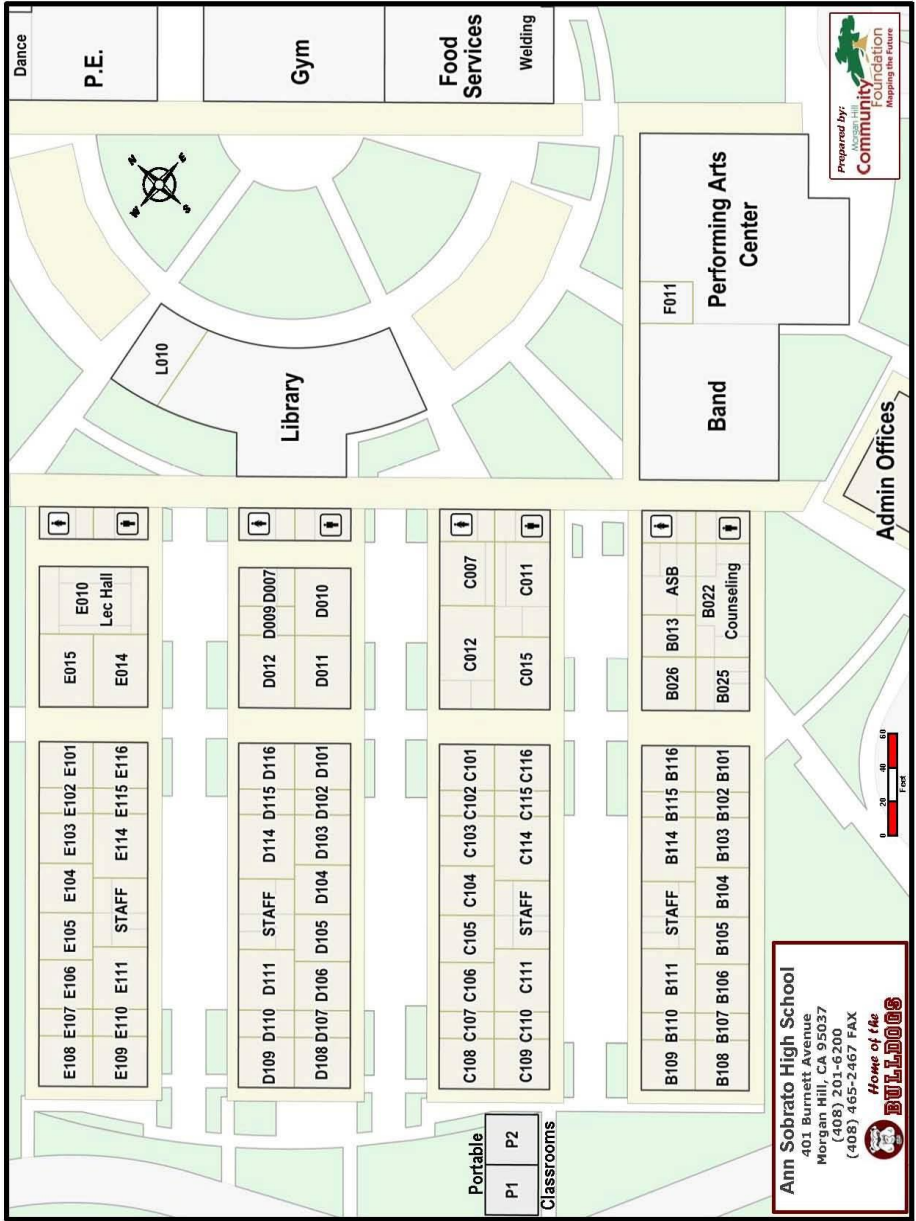 Dance
P.E.
Gym
Food
Services
Welding
N
E
S
W
L010
Library
E108
E107
E106
E105
E104
E103
E102
E101
E015
E010
Lec Hall
E109
E110
E111
STAFF
E114
E115
E116
E014
D109
D110
D111
STAFF
D114
D115
D116
D012
D009
D007
D108
D107
D106
D105
D104
D103
D102
D101
D011
D010
C108
C107
C106
C105
C104
C103
C102
C101
C012
C007
C109
C110
C111
STAFF
C114
C115
C116
C015
C011
B109
B110
B111
STAFF
B114
B115
B116
B026
B013
ASB
B108
B107
B106
B105
B104
B103
B102
B101
B025
B022
Counseling
Portable
P1
P2
Classrooms
F011
Band
Performing Arts
Center
Admin Offices
0 20 40 60
Feet
Ann Sobrato High School
401 Burnett Avenue
Morgan Hill, CA 95037
(408) 201-6200
(408) 465-2467 FAX
Home of the
BULLDOGS
Prepared by:
Morgan Hill
Community
Foundation
Mapping the Future